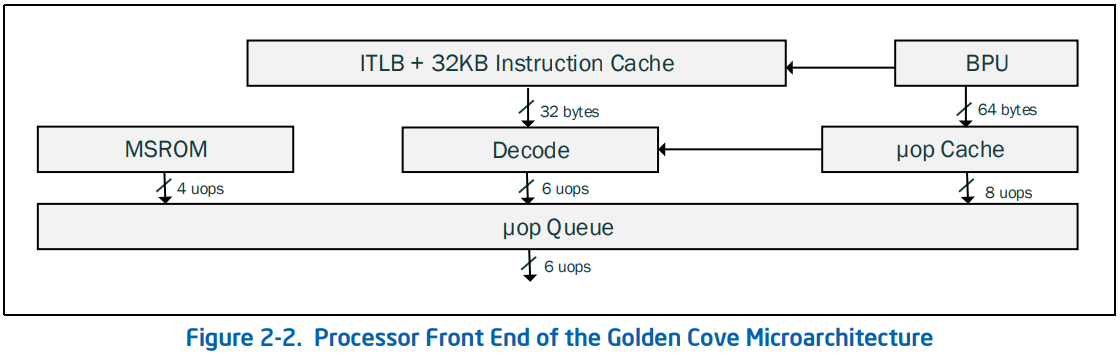 ITLB + 32KB Instruction Cache
BPU
32 bytes
64 bytes
MSROM
Decode
μop Cache
4 uops
6 uops
8 uops
μop Queue
6 uops
Figure 2-2. Processor Front End of the Golden Cove Microarchitecture